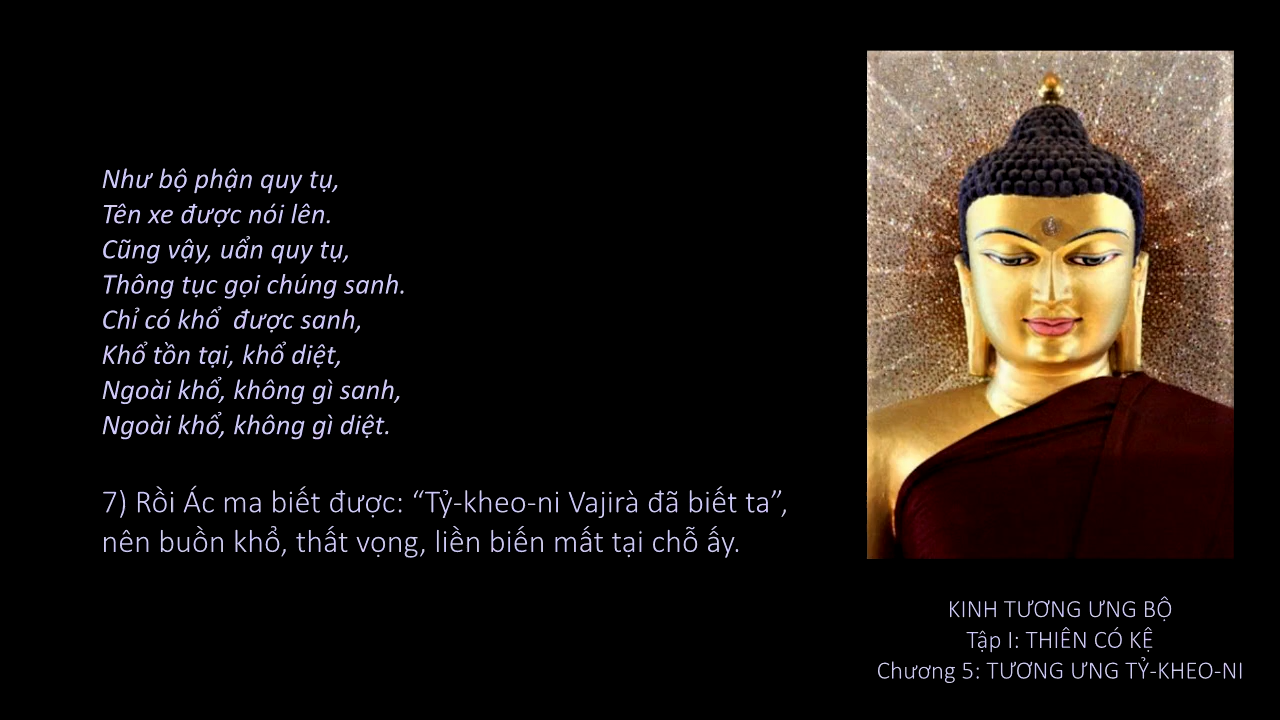 Như bộ phận quy tụ,
Tên xe được nói lên.
Cũng vậy, uẩn quy tụ,
Thông tục gọi chúng sanh.
Chỉ có khổ  được sanh,
Khổ tồn tại, khổ diệt,
Ngoài khổ, không gì sanh,
Ngoài khổ, không gì diệt.
7) Rồi Ác ma biết được: “Tỷ-kheo-ni Vajirà đã biết ta”,
nên buồn khổ, thất vọng, liền biến mất tại chỗ ấy.
KINH TƯƠNG ƯNG BỘ
Tập I: THIÊN CÓ KỆ
Chương 5: TƯƠNG ƯNG TỶ-KHEO-NI